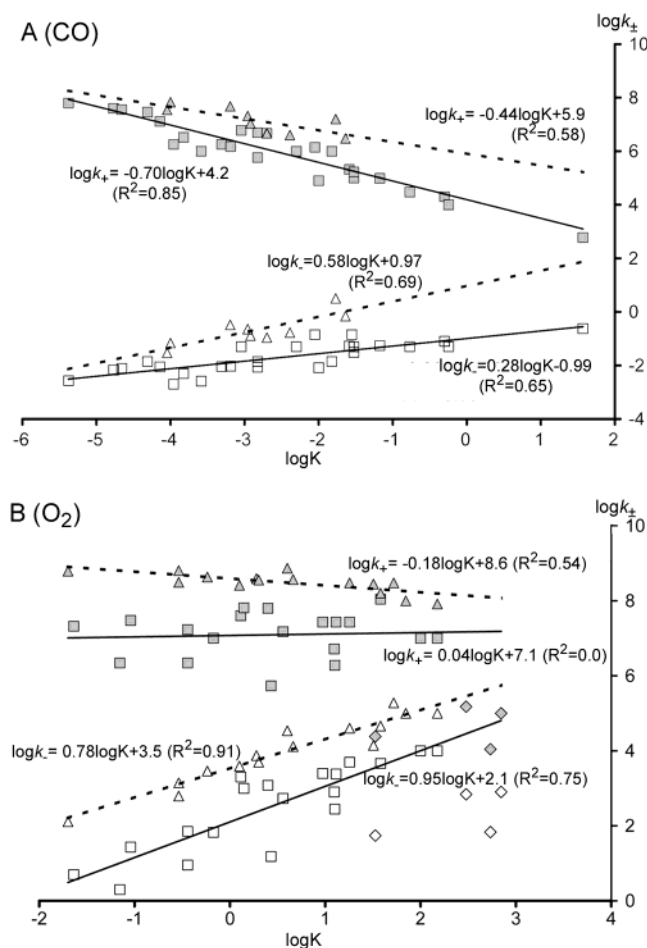 A (CO)
logk±
10
logk₊= -0.44logK+5.9
(R²=0.58)
8
6
logk₊= -0.70logK+4.2
(R²=0.85)
4
logk₋=0.58logK+0.97
(R²=0.69)
2
0
-2
logk₋=0.28logK-0.99
(R²=0.65)
-4
-6 -5 -4 -3 -2 -1 0 1 2
logK
B (O₂)
logk±
10
logk₊= -0.18logK+8.6 (R²=0.54)
8
6
logk₊= 0.04logK+7.1 (R²=0.0)
logk₋= 0.78logK+3.5 (R²=0.91)
4
logk₋=0.95logK+2.1 (R²=0.75)
2
0
-2 -1 0 1 2 3 4
logK